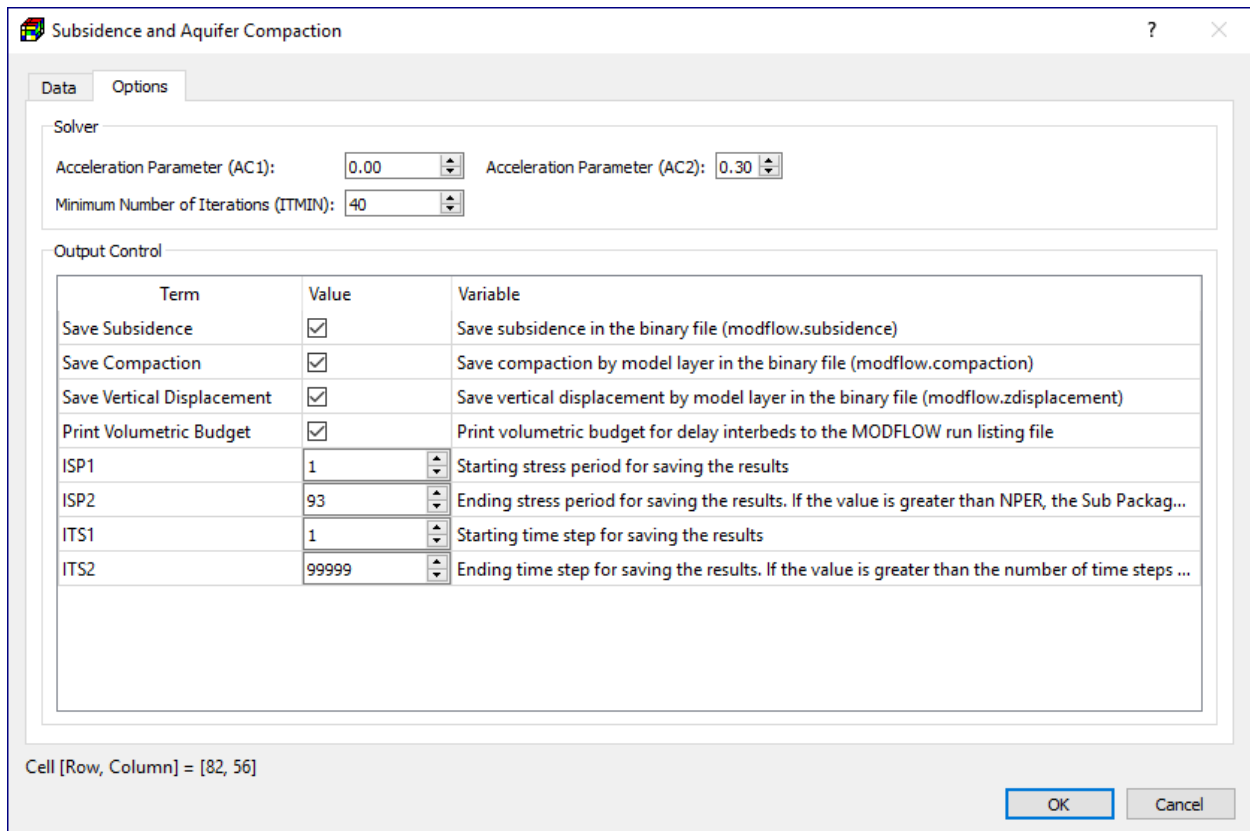 Subsidence and Aquifer Compaction ?
Data Options
Solver
Acceleration Parameter (AC1): 0.00 Acceleration Parameter (AC2): 0.30
Minimum Number of Iterations (ITMIN): 40
Output Control
Term Value Variable
Save Subsidence Save subsidence in the binary file (modflow.subsidence)
Save Compaction Save compaction by model layer in the binary file (modflow.compaction)
Save Vertical Displacement Save vertical displacement by model layer in the binary file (modflow.zdisplacement)
Print Volumetric Budget Print volumetric budget for delay interbeds to the MODFLOW run listing file
ISP1 1 Starting stress period for saving the results
ISP2 93 Ending stress period for saving the results. If the value is greater than NPER, the Sub Packag...
ITS1 1 Starting time step for saving the results
ITS2 99999 Ending time step for saving the results. If the value is greater than the number of time steps ...
Cell [Row, Column] = [82, 56]
OK Cancel